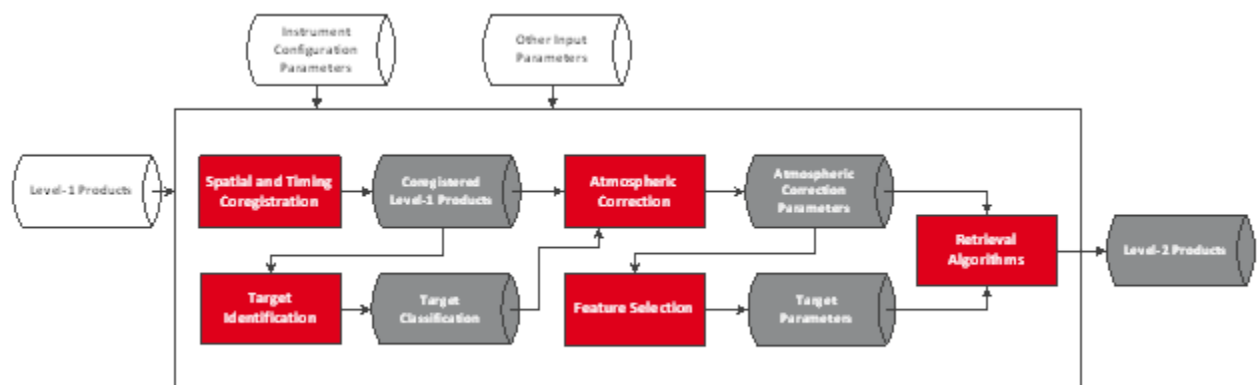 Instrument
Configuration
Parameters
Other Input
Parameters
Level-1 Products
Spatial and Timing
Coregistration
Coregistered
Level-1 Products
Atmospheric
Correction
Atmospheric
Correction
Parameters
Retrieval
Algorithms
Level-2 Products
Target
Identification
Target
Classification
Feature Selection
Target
Parameters